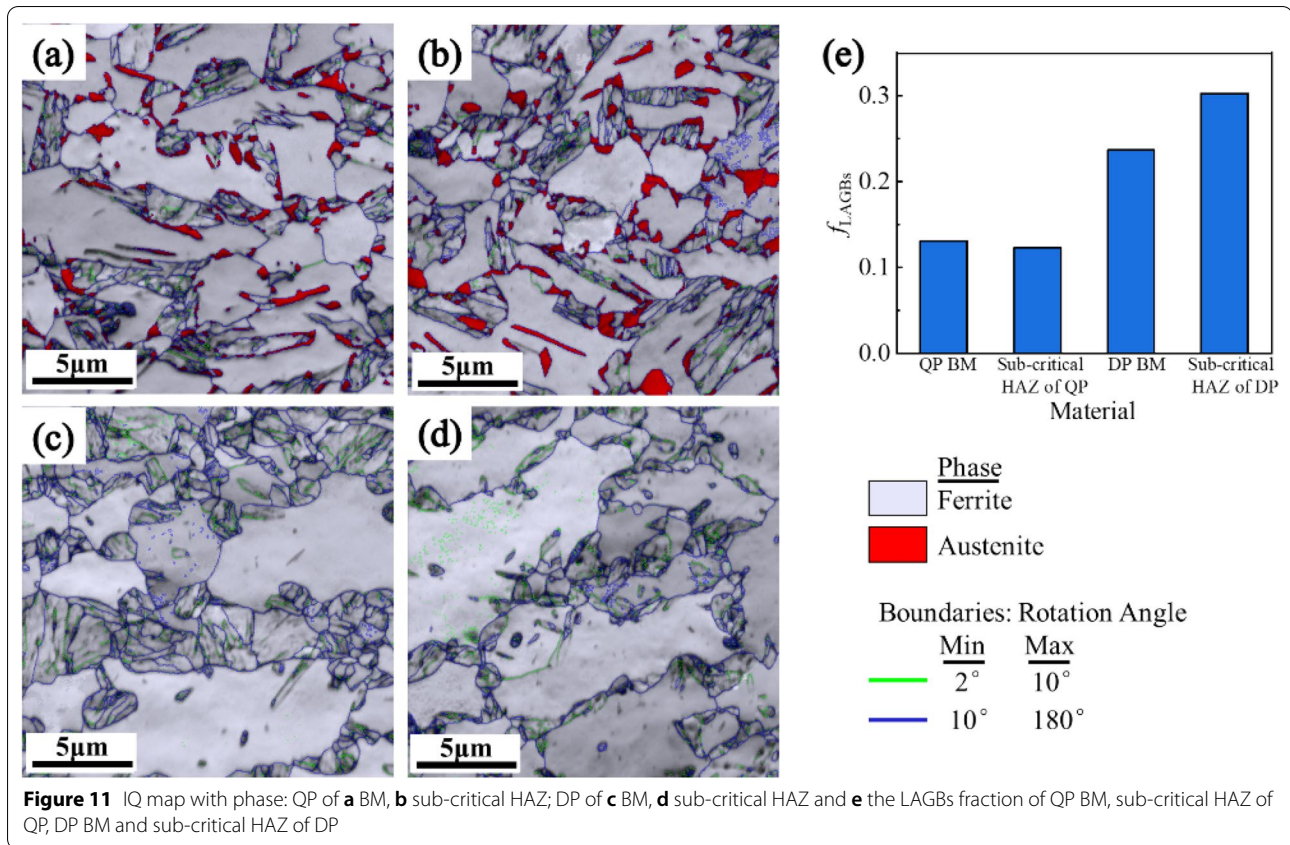 (a)
5μm
(b)
5μm
(c)
5μm
(d)
5μm
(e)
f_LAGBs
0.3
0.2
0.1
0.0
QP BM
Sub-critical
HAZ of QP
DP BM
Sub-critical
HAZ of DP
Material
Phase
Ferrite
Austenite
Boundaries: Rotation Angle
Min Max
2° 10°
10° 180°
Figure 11 IQ map with phase: QP of a BM, b sub-critical HAZ; DP of c BM, d sub-critical HAZ and e the LAGBs fraction of QP BM, sub-critical HAZ of
QP, DP BM and sub-critical HAZ of DP